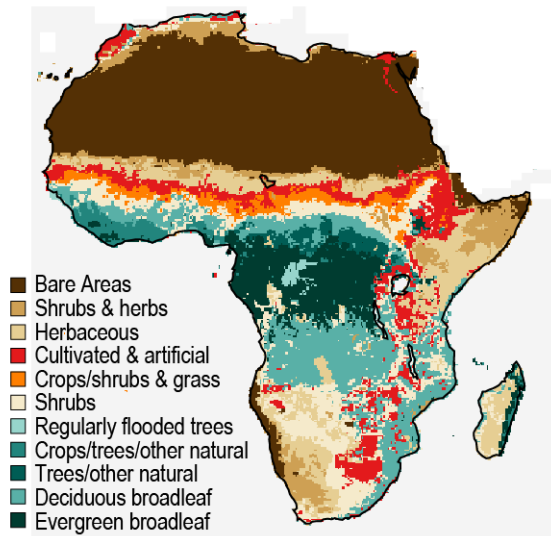 Bare Areas
Shrubs & herbs
Herbaceous
Cultivated & artificial
Crops/shrubs & grass
Shrubs
Regularly flooded trees
Crops/trees/other natural
Trees/other natural
Deciduous broadleaf
Evergreen broadleaf